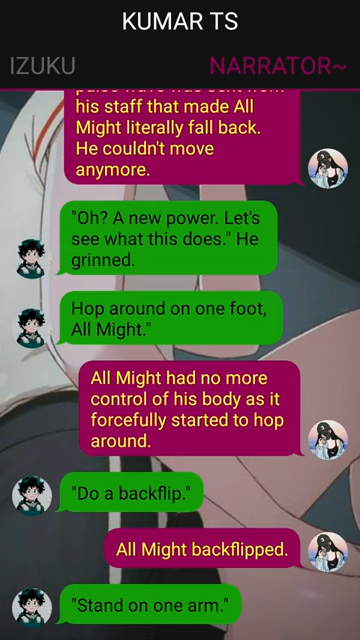 KUMAR TS
IZUKU
NARRATOR~
his staff that made All
Might literally fall back.
He couldn't move
anymore.
"Oh? A new power. Let's
see what this does." He
grinned.
Hop around on one foot,
All Might."
All Might had no more
control of his body as it
forcefully started to hop
around.
"Do a backflip."
All Might backflipped.
"Stand on one arm."